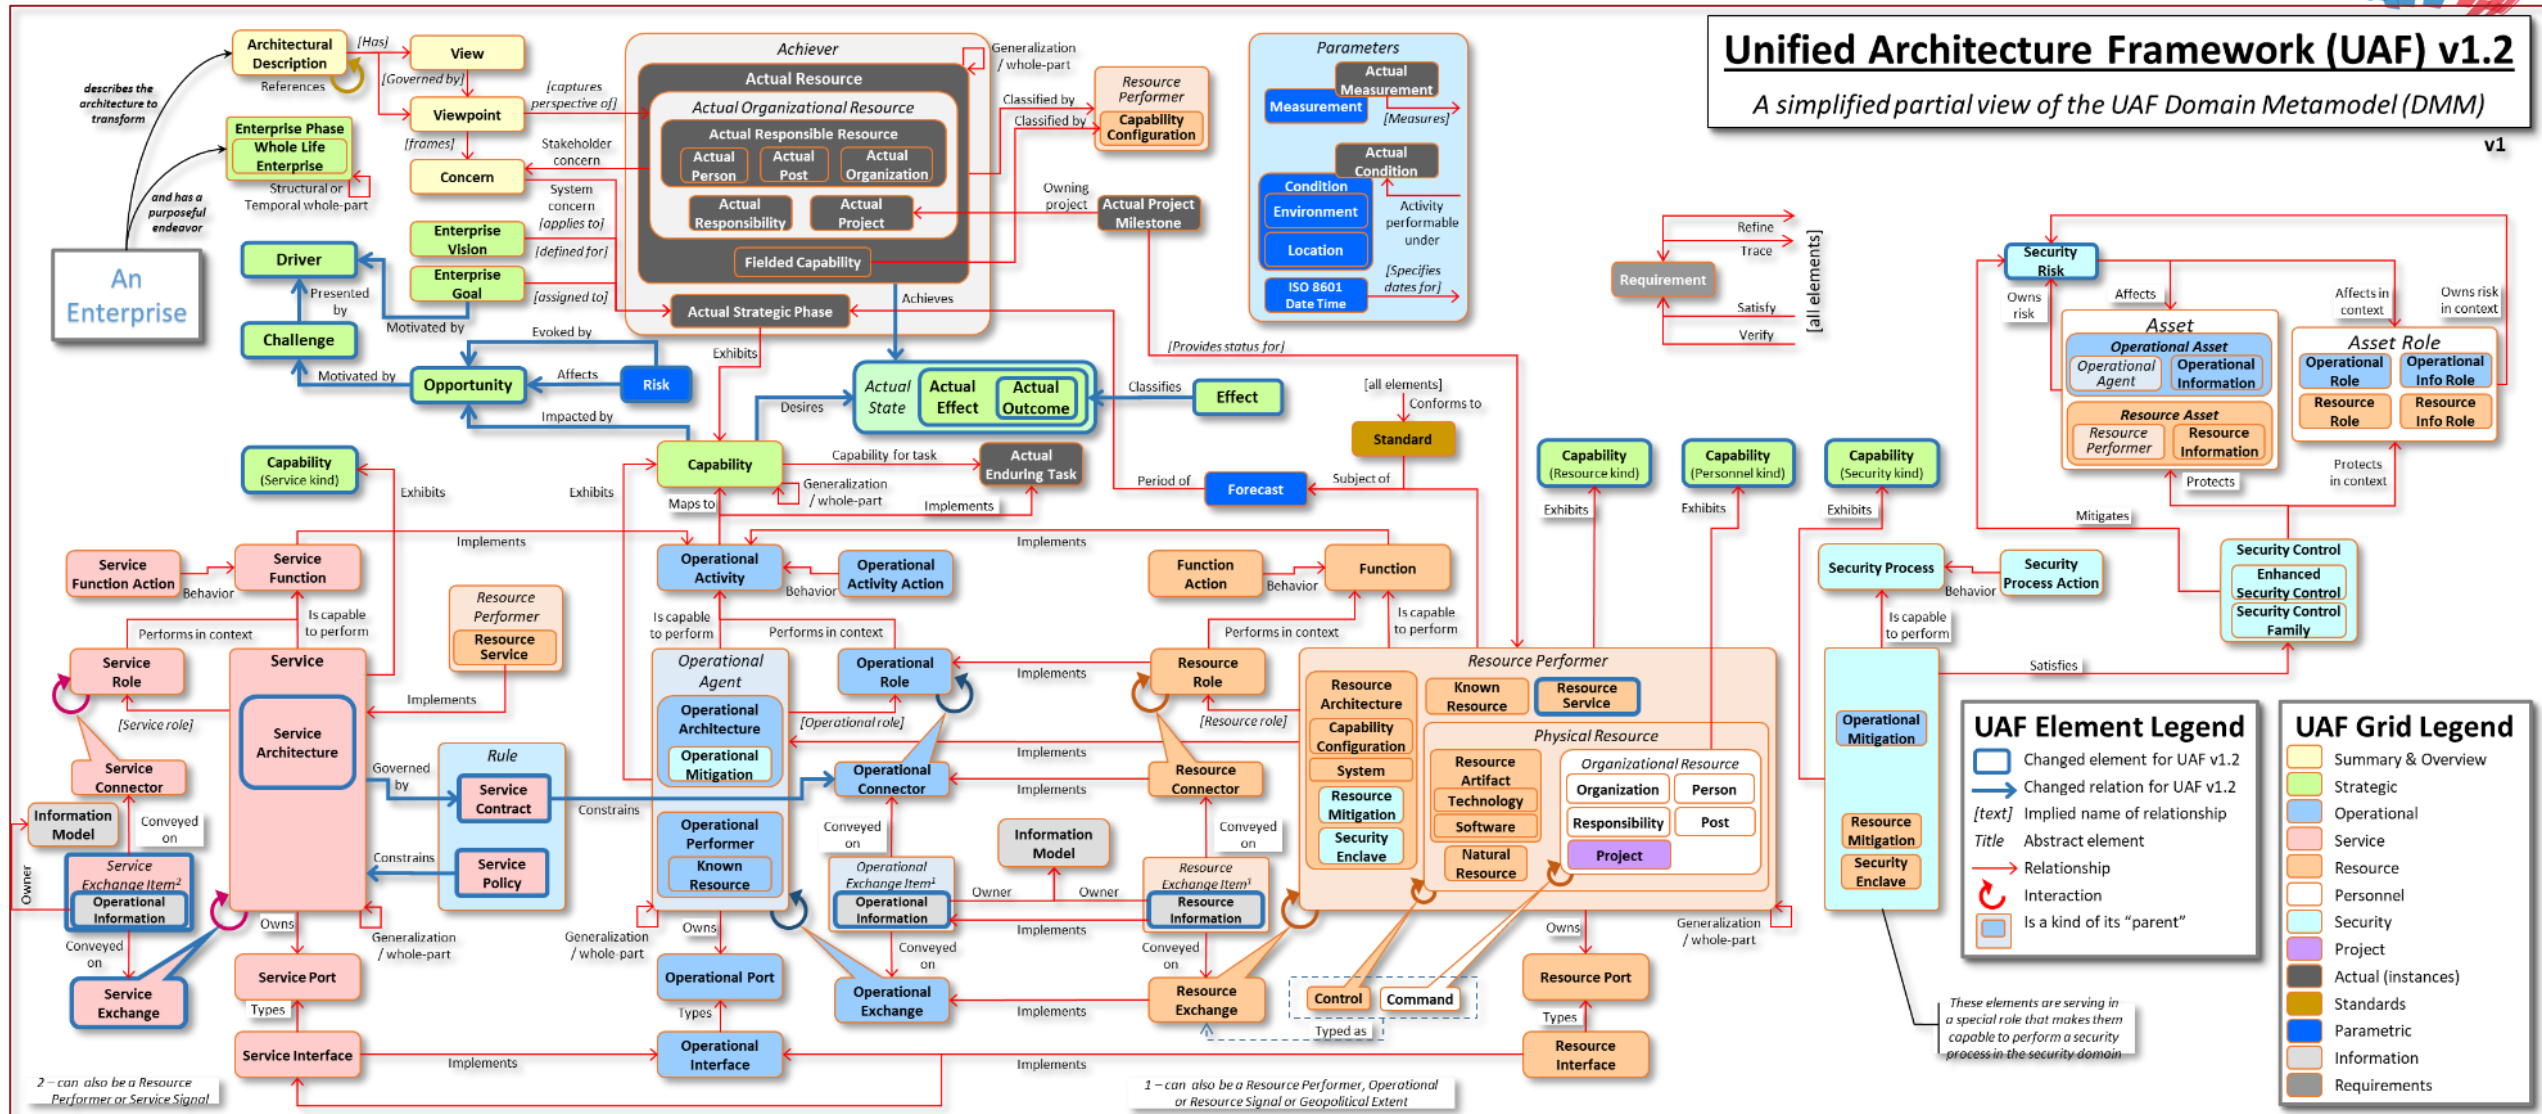 Unified Architecture Framework (UAF) v1.2
A simplified partial view of the UAF Domain Metamodel (DMM)
v1
Architectural
Description
References
[Has]
View
[Governed by]
Viewpoint
[captures
perspective of]
[frames]
Concern
Stakeholder
concern
System
concern
[applies to]
describes the
architecture to
transform
Enterprise Phase
Whole Life
Enterprise
Structural or
Temporal whole-part
and has a
purposeful
endeavor
An
Enterprise
Enterprise
Vision
[defined for]
Enterprise
Goal
[assigned to]
Driver
Presented
by
Motivated by
Challenge
Motivated by
Opportunity
Evoked by
Affects
Risk
Impacted by
Achiever
Actual Resource
Actual Organizational Resource
Actual Responsible Resource
Actual
Person
Actual
Post
Actual
Organization
Actual
Responsibility
Actual
Project
Fielded Capability
Actual Strategic Phase
Generalization
/ whole-part
Classified by
Classified by
Resource
Performer
Capability
Configuration
Owning
project
Actual Project
Milestone
Achieves
Exhibits
[Provides status for]
Parameters
Actual
Measurement
Measurement
[Measures]
Actual
Condition
Condition
Environment
Location
Activity
performable
under
ISO 8601
Date Time
[Specifies
dates for]
Requirement
Refine
Trace
Satisfy
Verify
[all elements]
Actual
State
Actual
Effect
Actual
Outcome
Classifies
Effect
Desires
[all elements]
Conforms to
Standard
Subject of
Forecast
Period of
Capability
Capability for task
Actual
Enduring Task
Generalization
/ whole-part
Maps to
Implements
Exhibits
Capability
(Service kind)
Exhibits
Capability
(Resource kind)
Exhibits
Capability
(Personnel kind)
Exhibits
Capability
(Security kind)
Exhibits
Security
Risk
Owns
risk
Affects
Affects in
context
Owns risk
in context
Asset
Operational Asset
Operational
Agent
Operational
Information
Resource Asset
Resource
Performer
Resource
Information
Asset Role
Operational
Role
Operational
Info Role
Resource
Role
Resource
Info Role
Protects
Protects
in context
Mitigates
Security Process
Behavior
Security
Process Action
Security Control
Enhanced
Security Control
Security Control
Family
Is capable
to perform
Satisfies
Operational
Mitigation
Resource
Mitigation
Security
Enclave
These elements are serving in
a special role that makes them
capable to perform a security
process in the security domain
Service
Function Action
Behavior
Service
Function
Implements
Is capable
to perform
Performs in context
Service
Role
[Service role]
Service
Service
Architecture
Service
Connector
Information
Model
Conveyed
on
Owner
Service
Exchange Item²
Operational
Information
Conveyed
on
Service
Exchange
Owns
Generalization
/ whole-part
Service Port
Types
Service Interface
Implements
Resource
Performer
Resource
Service
Implements
Governed
by
Rule
Service
Contract
Constrains
Service
Policy
Constrains
Operational
Activity
Behavior
Operational
Activity Action
Is capable
to perform
Performs in context
Operational
Agent
Operational
Architecture
Operational
Mitigation
Operational
Performer
Known
Resource
Operational
Role
[Operational role]
Operational
Connector
Conveyed
on
Operational
Exchange Item¹
Operational
Information
Conveyed
on
Operational
Exchange
Generalization
/ whole-part
Owns
Operational Port
Types
Operational
Interface
Implements
Function
Action
Behavior
Function
Implements
Performs in context
Is capable
to perform
Resource
Role
Implements
[Resource role]
Implements
Resource
Connector
Implements
Conveyed
on
Information
Model
Owner
Owner
Resource
Exchange Item¹
Resource
Information
Implements
Conveyed
on
Resource
Exchange
Implements
Resource Performer
Resource
Architecture
Capability
Configuration
System
Resource
Mitigation
Security
Enclave
Known
Resource
Resource
Service
Physical Resource
Resource
Artifact
Technology
Software
Natural
Resource
Organizational Resource
Organization
Person
Responsibility
Post
Project
Control
Command
Typed as
Owns
Generalization
/ whole-part
Resource Port
Types
Resource
Interface
Implements
2 – can also be a Resource
Performer or Service Signal
1 – can also be a Resource Performer, Operational
or Resource Signal or Geopolitical Extent
UAF Element Legend
Changed element for UAF v1.2
Changed relation for UAF v1.2
[text] Implied name of relationship
Title Abstract element
Relationship
Interaction
Is a kind of its “parent”
UAF Grid Legend
Summary & Overview
Strategic
Operational
Service
Resource
Personnel
Security
Project
Actual (instances)
Standards
Parametric
Information
Requirements